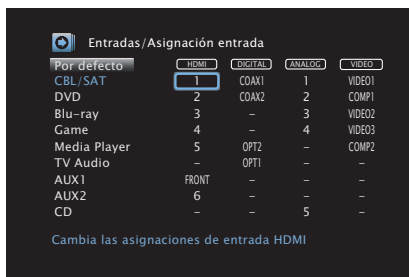 Entradas/Asignación entrada
Por defecto HDMI DIGITAL ANALOG VIDEO
CBL/SAT 1 COAX1 1 VIDEO1
DVD 2 COAX2 2 COMP1
Blu-ray 3 – 3 VIDEO2
Game 4 – 4 VIDEO3
Media Player 5 OPT2 – COMP2
TV Audio – OPT1 – –
AUX1 FRONT – – –
AUX2 6 – – –
CD – – 5 –
Cambia las asignaciones de entrada HDMI